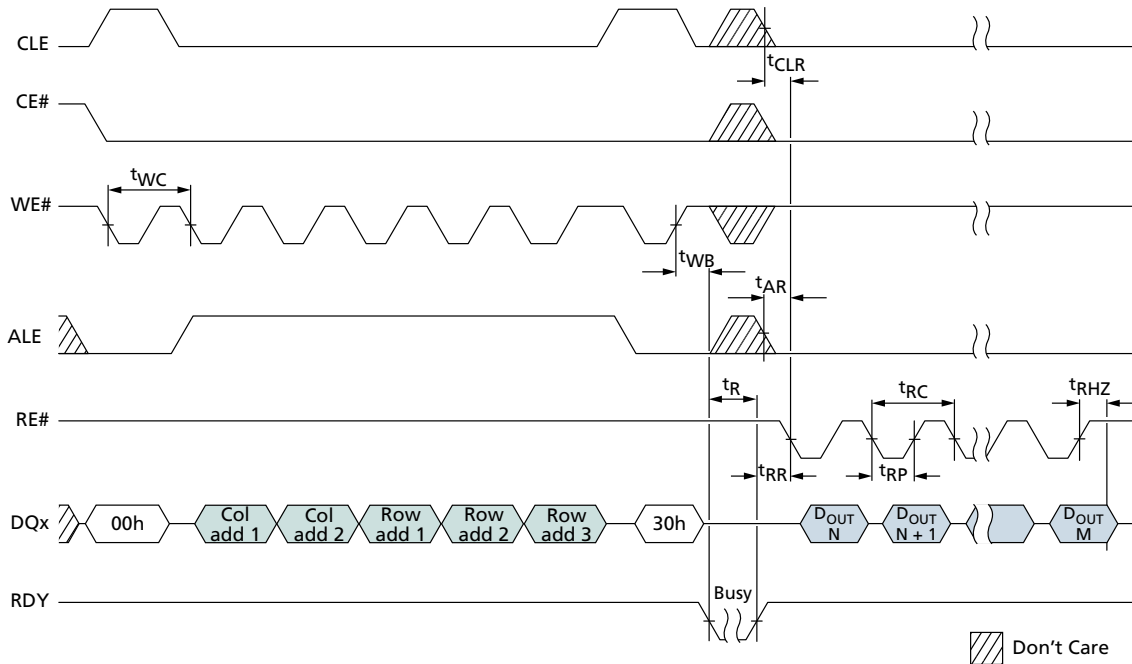 CLE
tCLR
CE#
tWC
WE#
tWB
tAR
ALE
tR
tRC
tRHZ
RE#
tRR
tRP
DQx
00h
Col
add 1
Col
add 2
Row
add 1
Row
add 2
Row
add 3
30h
DOUT
N
DOUT
N + 1
DOUT
M
RDY
Busy
Don't Care